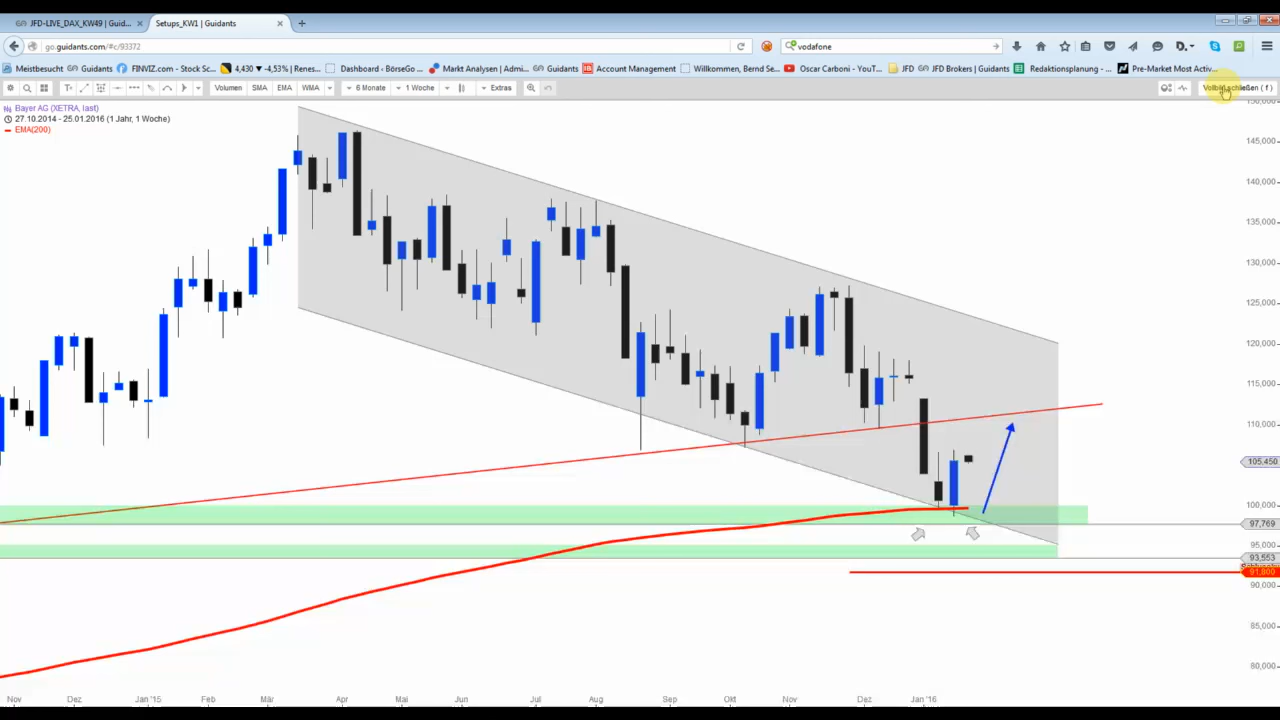 JFD-LIVE_DAX_KW49 | Guid...
Setups_KW1 | Guidants
go.guidants.com/#c/93372
vodafone
Meistbesucht Guidants FINVIZ.com - Stock Scre... 4,430 ▼ -4,53% | Renes... Dashboard - BörseGo ... Markt Analysen | Admi... Guidants Account Management Willkommen, Bernd Se... Oscar Carboni - YouT... JFD JFD Brokers | Guidants Redaktionsplanung - ... Pre-Market Most Activ...
Volumen SMA EMA WMA 6 Monate 1 Woche Extras
Bayer AG (XETRA, last)
27.10.2014 - 25.01.2016 (1 Jahr, 1 Woche)
EMA(200)
150,000
145,000
140,000
135,000
130,000
125,000
120,000
115,000
110,000
105,450
100,000
97,769
95,000
93,553
91,800
90,000
85,000
80,000
Nov Dez Jan '15 Feb Mär Apr Mai Jun Jul Aug Sep Okt Nov Dez Jan '16